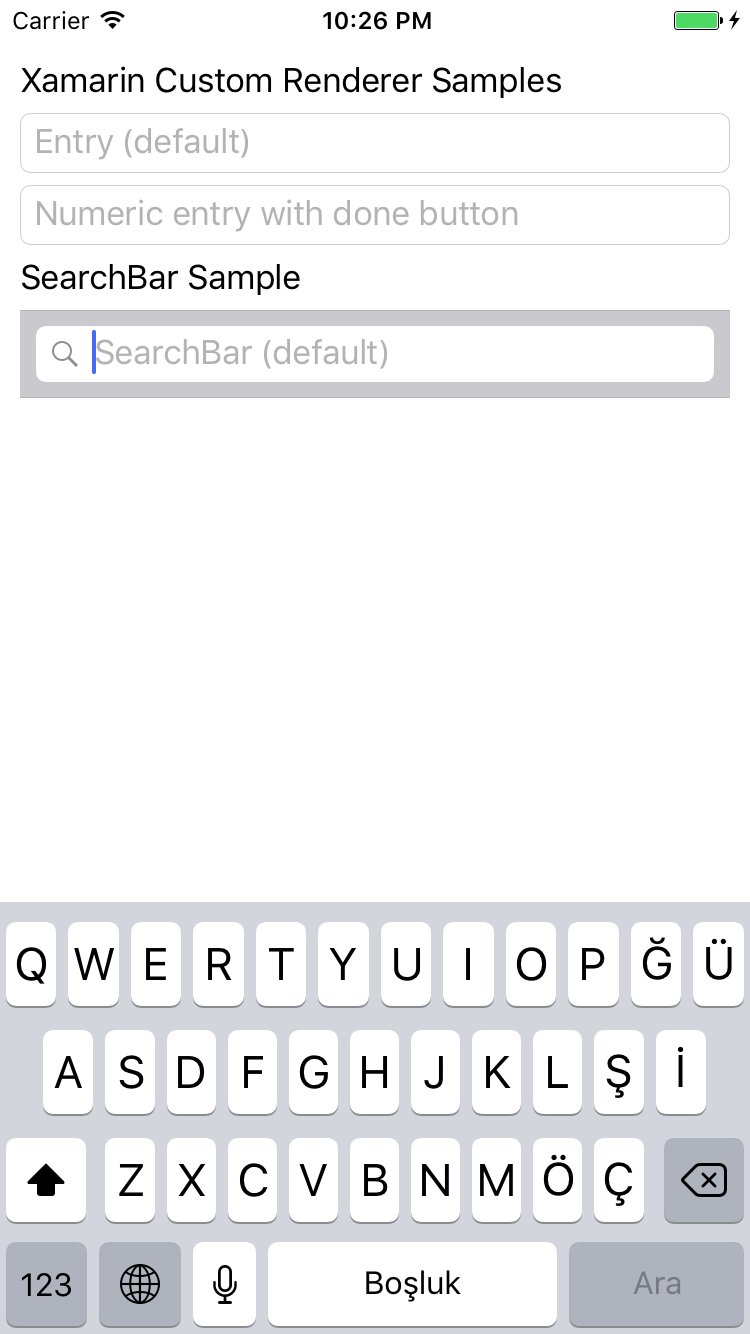 Carrier 10:26 PM
Xamarin Custom Renderer Samples
Entry (default)
Numeric entry with done button
SearchBar Sample
SearchBar (default)
Q W E R T Y U I O P Ğ Ü
A S D F G H J K L Ş İ
Z X C V B N M Ö Ç
123 Boşluk Ara